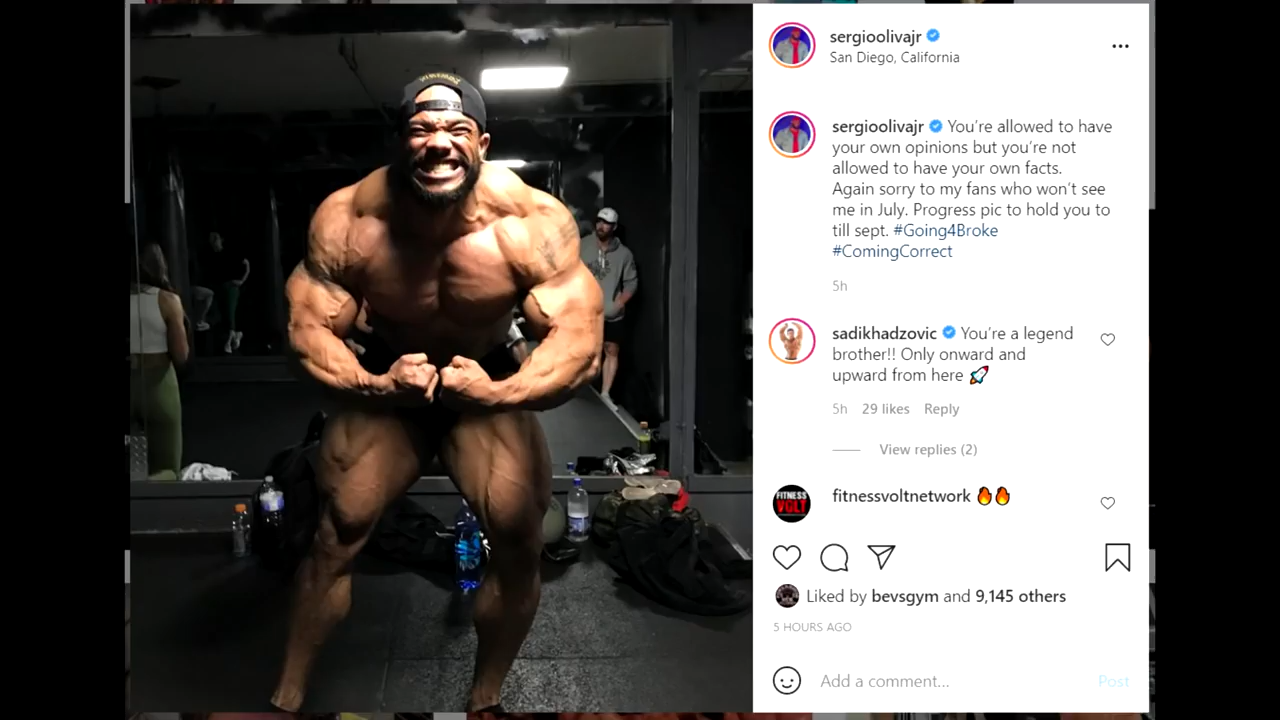 sergioolivajr
San Diego, California
sergioolivajr You're allowed to have
your own opinions but you're not
allowed to have your own facts.
Again sorry to my fans who won't see
me in July. Progress pic to hold you to
till sept. #Going4Broke
#ComingCorrect
5h
sadikhadzovic You're a legend
brother!! Only onward and
upward from here 🚀
5h 29 likes Reply
View replies (2)
FITNESS
VOLT
fitnessvoltnetwork 🔥🔥
Liked by bevsgym and 9,145 others
5 HOURS AGO
Add a comment... Post